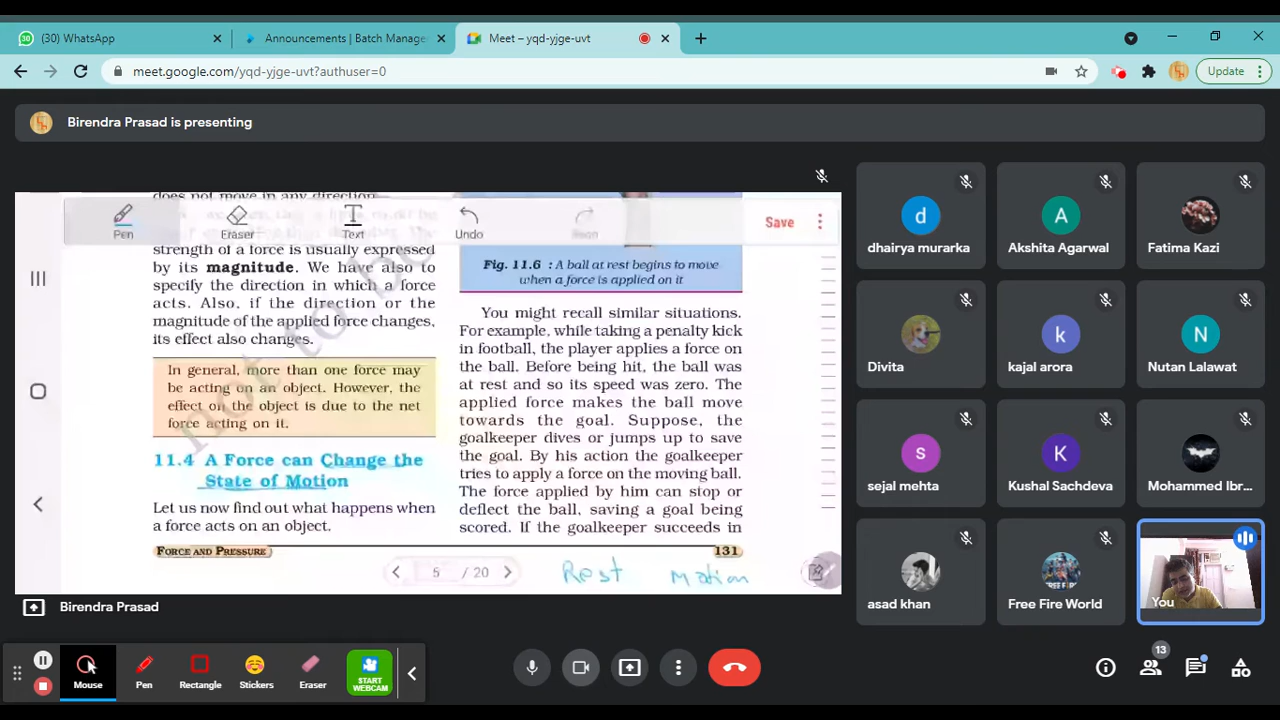 (30) WhatsApp
Announcements | Batch Manage
Meet – yqd-yjge-uvt
meet.google.com/yqd-yjge-uvt?authuser=0
Update
Birendra Prasad is presenting
does not move in any direction
Pen
Eraser
Text
Undo
Save
strength of a force is usually expressed
by its magnitude. We have also to
specify the direction in which a force
acts. Also, if the direction or the
magnitude of the applied force changes,
its effect also changes.
In general, more than one force may
be acting on an object. However, the
effect on the object is due to the net
force acting on it.
11.4 A Force can Change the
State of Motion
Let us now find out what happens when
a force acts on an object.
FORCE AND PRESSURE
Fig. 11.6 : A ball at rest begins to move
when a force is applied on it
You might recall similar situations.
For example, while taking a penalty kick
in football, the player applies a force on
the ball. Before being hit, the ball was
at rest and so its speed was zero. The
applied force makes the ball move
towards the goal. Suppose, the
goalkeeper dives or jumps up to save
the goal. By his action the goalkeeper
tries to apply a force on the moving ball.
The force applied by him can stop or
deflect the ball, saving a goal being
scored. If the goalkeeper succeeds in
131
5 / 20
Rest Motion
d
dhairya murarka
A
Akshita Agarwal
Fatima Kazi
Divita
k
kajal arora
N
Nutan Lalawat
s
sejal mehta
K
Kushal Sachdeva
Mohammed Ibr...
asad khan
Free Fire World
You
Birendra Prasad
Mouse
Pen
Rectangle
Stickers
Eraser
START
WEBCAM
13